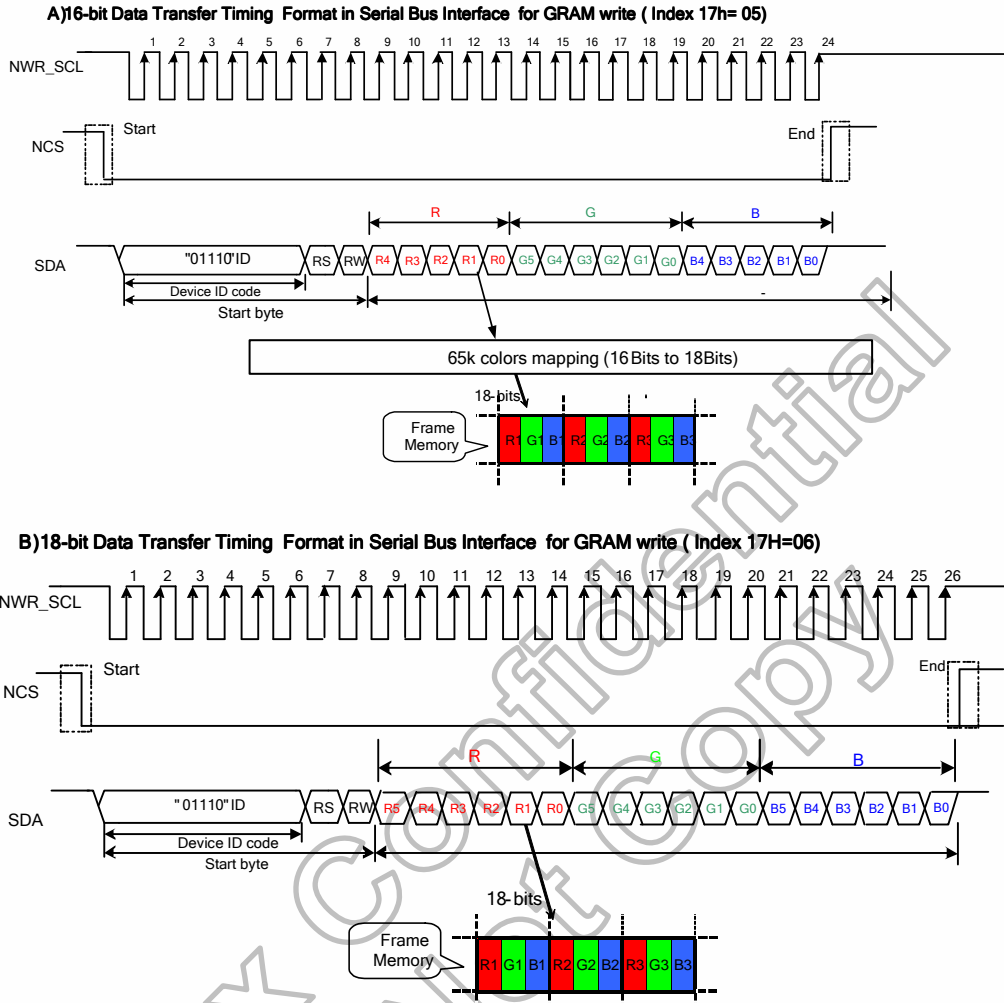 A)16-bit Data Transfer Timing Format in Serial Bus Interface for GRAM write ( Index 17h= 05)
1 2 3 4 5 6 7 8 9 10 11 12 13 14 15 16 17 18 19 20 21 22 23 24
NWR_SCL
Start
End
NCS
R G B
SDA
"01110"ID RS RW R4 R3 R2 R1 R0 G5 G4 G3 G2 G1 G0 B4 B3 B2 B1 B0
Device ID code
-
Start byte
65k colors mapping (16Bits to 18Bits)
18-bits
Frame
Memory
R1 G1 B1 R2 G2 B2 R3 G3 B3
B)18-bit Data Transfer Timing Format in Serial Bus Interface for GRAM write ( Index 17H=06)
1 2 3 4 5 6 7 8 9 10 11 12 13 14 15 16 17 18 19 20 21 22 23 24 25 26
NWR_SCL
Start
End
NCS
R G B
SDA
"01110"ID RS RW R5 R4 R3 R2 R1 R0 G5 G4 G3 G2 G1 G0 B5 B4 B3 B2 B1 B0
Device ID code
Start byte
18-bits
Frame
Memory
R1 G1 B1 R2 G2 B2 R3 G3 B3
Confidential
Copy